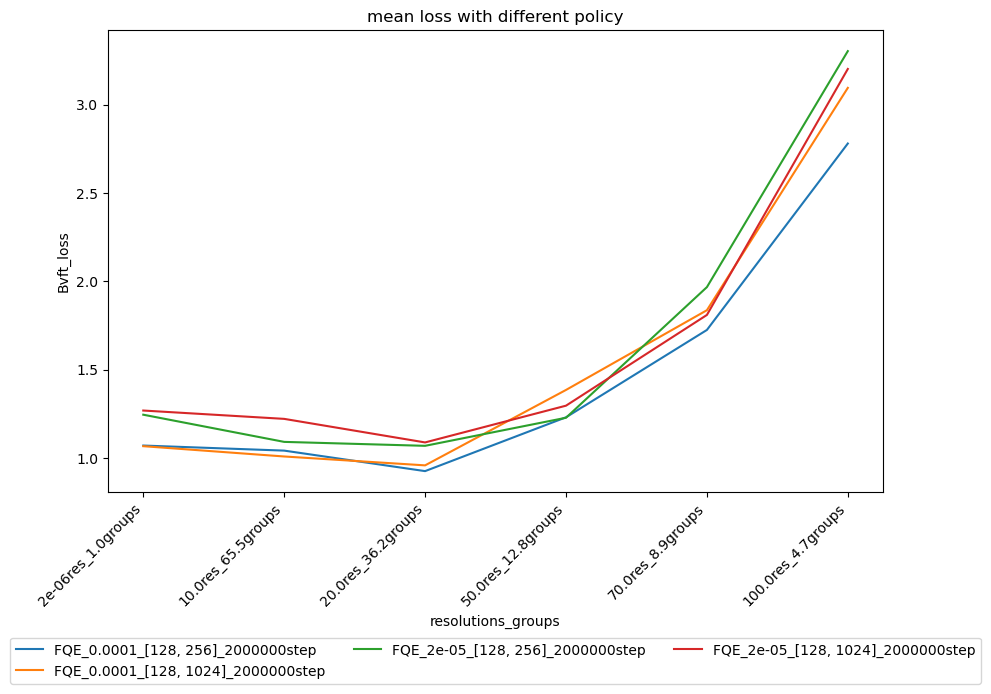 mean loss with different policy
Bvft_loss
3.0
2.5
2.0
1.5
1.0
2e-06res_1.0groups
10.0res_65.5groups
20.0res_36.2groups
50.0res_12.8groups
70.0res_8.9groups
100.0res_4.7groups
resolutions_groups
FQE_0.0001_[128, 256]_2000000step
FQE_0.0001_[128, 1024]_2000000step
FQE_2e-05_[128, 256]_2000000step
FQE_2e-05_[128, 1024]_2000000step